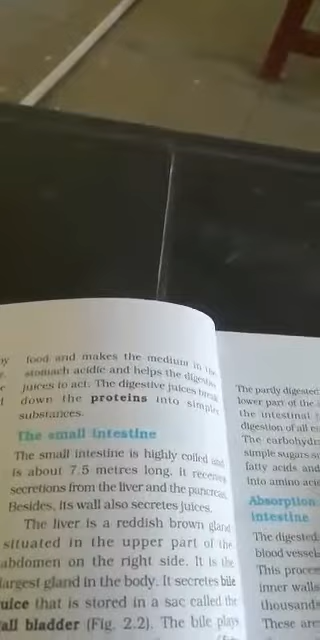 food and makes the medium in the
stomach acidic and helps the digestive
juices to act. The digestive juices break
down the proteins into simpler
substances.
The small intestine
The small intestine is highly coiled and
is about 7.5 metres long. It receives
secretions from the liver and the pancreas.
Besides, its wall also secretes juices.
The liver is a reddish brown gland
situated in the upper part of the
abdomen on the right side. It is the
largest gland in the body. It secretes bile
juice that is stored in a sac called the
gall bladder (Fig. 2.2). The bile plays
The partly digested
lower part of the
the intestinal
digestion of all
The carbohydr
simple sugars
fatty acids and
into amino
Absorption
intestine
The digested
blood vessels
This process
inner walls
thousands
These are